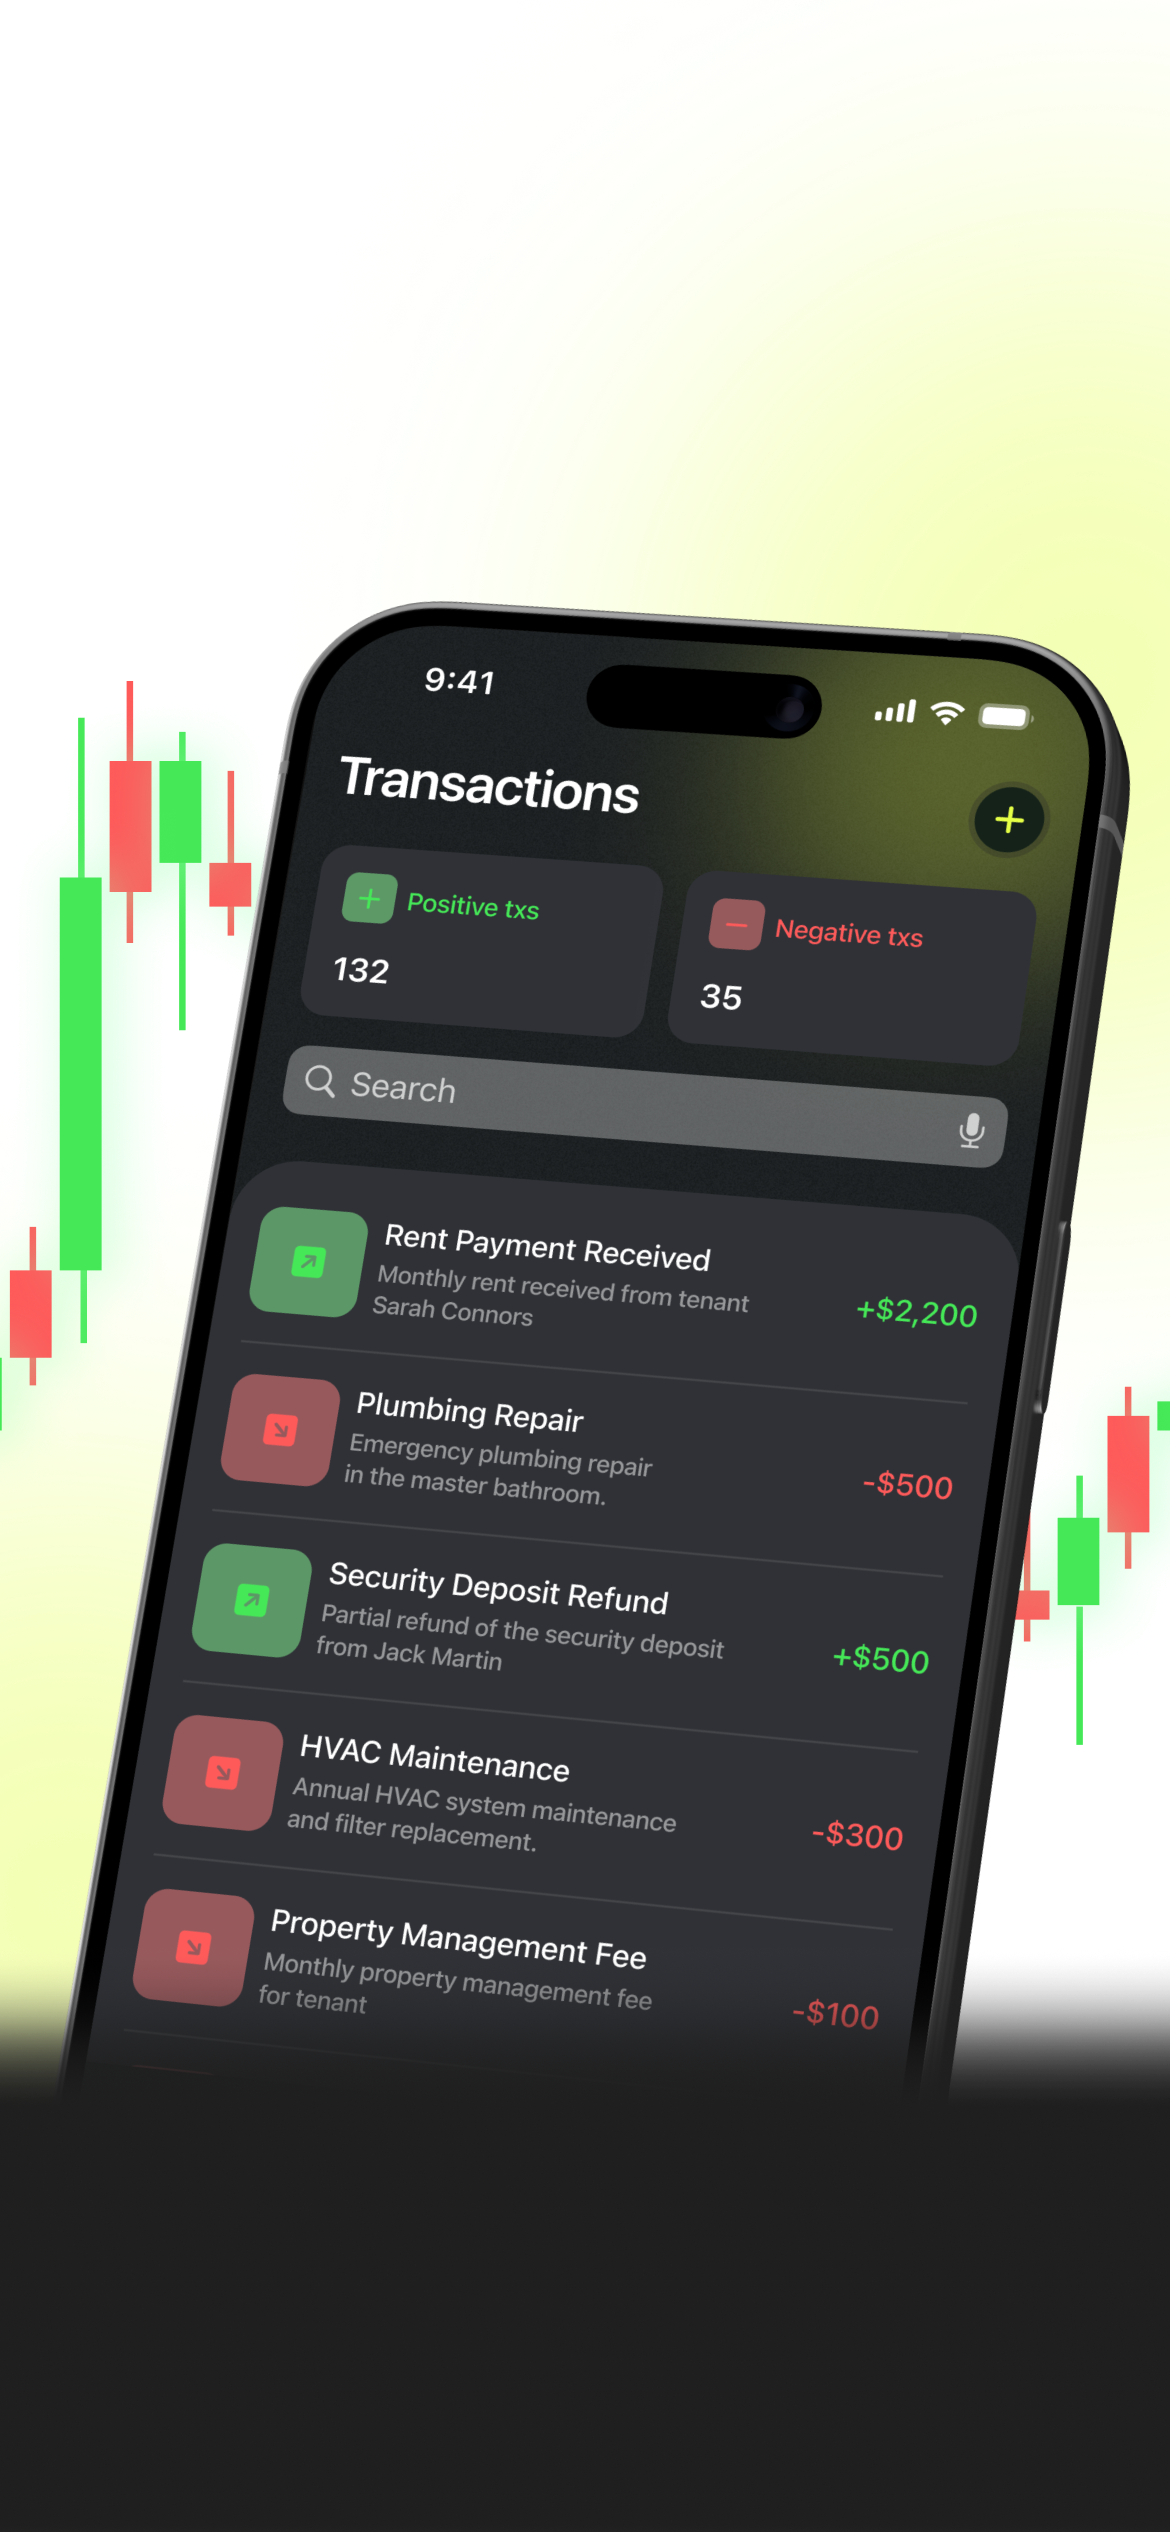 9:41
Transactions
Positive txs
132
Negative txs
35
Search
Rent Payment Received
Monthly rent received from tenant
Sarah Connors
+$2,200
Plumbing Repair
Emergency plumbing repair
in the master bathroom.
-$500
Security Deposit Refund
Partial refund of the security deposit
from Jack Martin
+$500
HVAC Maintenance
Annual HVAC system maintenance
and filter replacement.
-$300
Property Management Fee
Monthly property management fee
for tenant
-$100